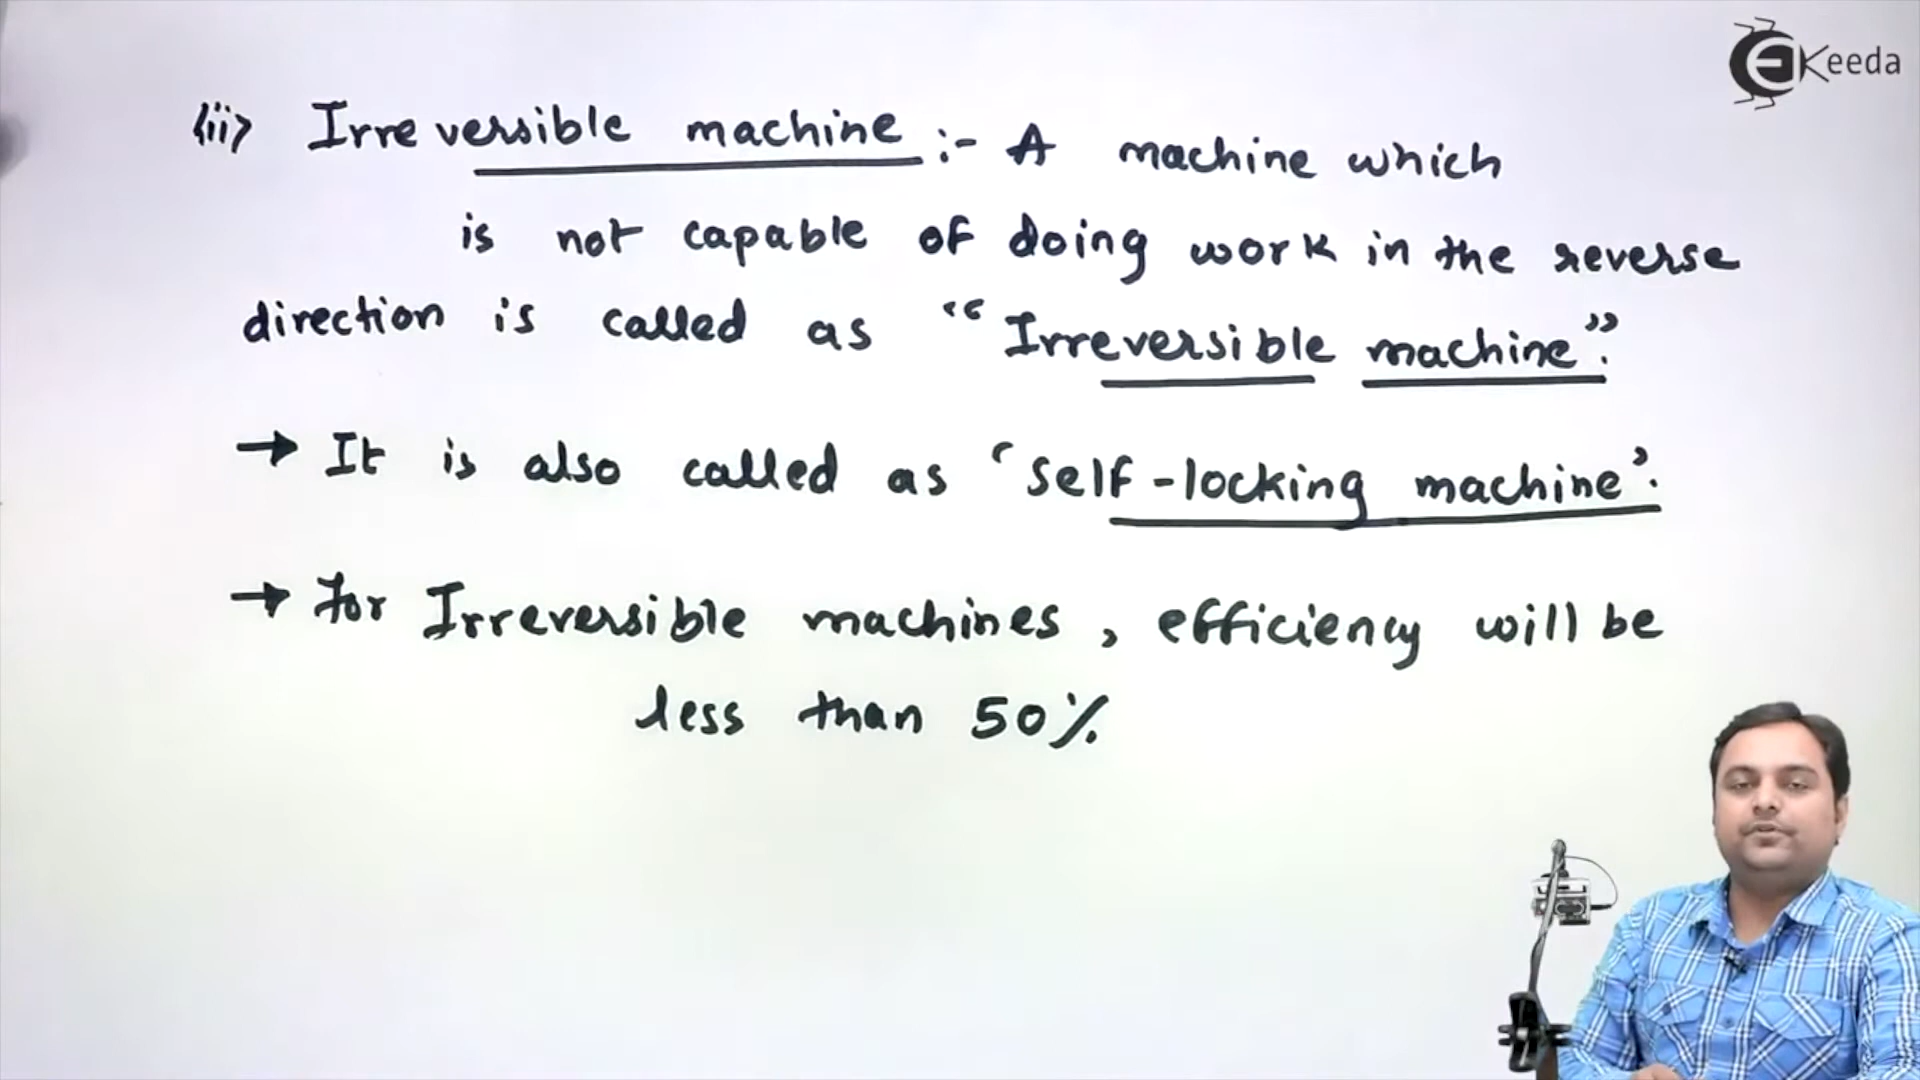 EKeeda
(ii) Irreversible machine :- A machine which
is not capable of doing work in the reverse
direction is called as "Irreversible machine".
→ It is also called as 'self-locking machine'.
→ For Irreversible machines, efficiency will be
less than 50%.